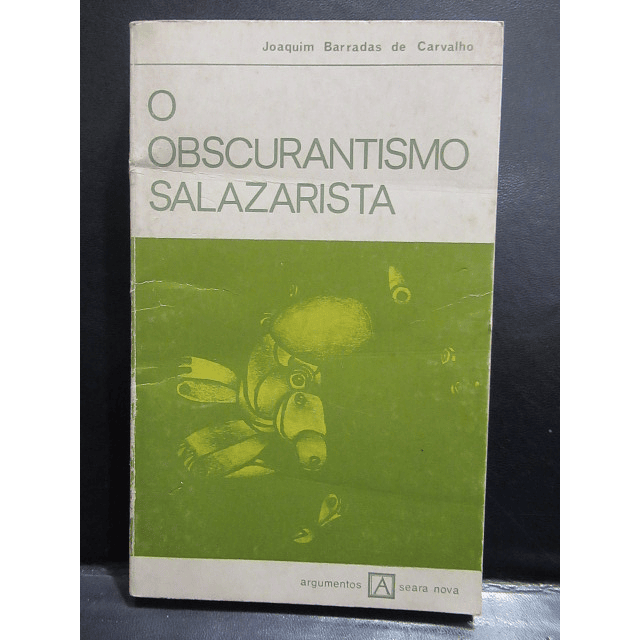 Joaquim Barradas de Carvalho
O
OBSCURANTISMO
SALAZARISTA
argumentos A seara nova